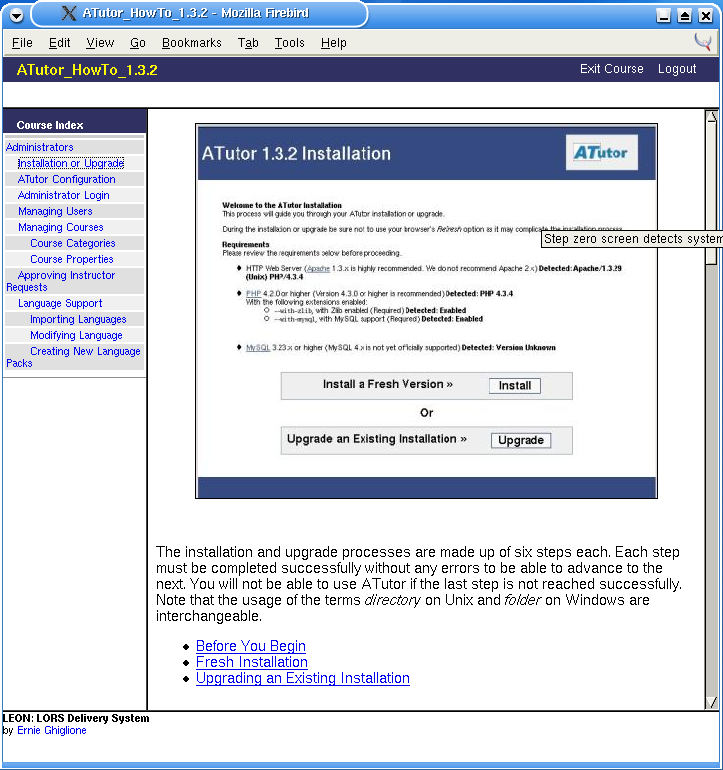 ATutor_HowTo_1.3.2 - Mozilla Firebird
File Edit View Go Bookmarks Tab Tools Help
ATutor_HowTo_1.3.2
Exit Course Logout
Course Index
Administrators
Installation or Upgrade
ATutor Configuration
Administrator Login
Managing Users
Managing Courses
Course Categories
Course Properties
Approving Instructor
Requests
Language Support
Importing Languages
Modifying Language
Creating New Language
Packs
ATutor 1.3.2 Installation
ATutor
Welcome to the ATutor Installation
This process will guide you through your ATutor installation or upgrade.
During the installation or upgrade be sure not to use your browser's Refresh option as it may complicate the installation process.
Step zero screen detects system
Requirements
Please review the requirements below before proceeding.
HTTP Web Server (Apache 1.3.x is highly recommended. We do not recommend Apache 2.x) Detected: Apache/1.3.29
(Unix) PHP/4.3.4
PHP 4.2.0 or higher (Version 4.3.0 or higher is recommended) Detected: PHP 4.3.4
With the following extensions enabled:
--with-zlib, with Zlib enabled (Required) Detected: Enabled
--with-mysql, with MySQL support (Required) Detected: Enabled
MySQL 3.23.x or higher (MySQL 4.x is not yet officially supported) Detected: Version Unknown
Install a Fresh Version » Install
Or
Upgrade an Existing Installation » Upgrade
The installation and upgrade processes are made up of six steps each. Each step
must be completed successfully without any errors to be able to advance to the
next. You will not be able to use ATutor if the last step is not reached successfully.
Note that the usage of the terms directory on Unix and folder on Windows are
interchangeable.
Before You Begin
Fresh Installation
Upgrading an Existing Installation
LEON: LORS Delivery System
by Ernie Ghiglione